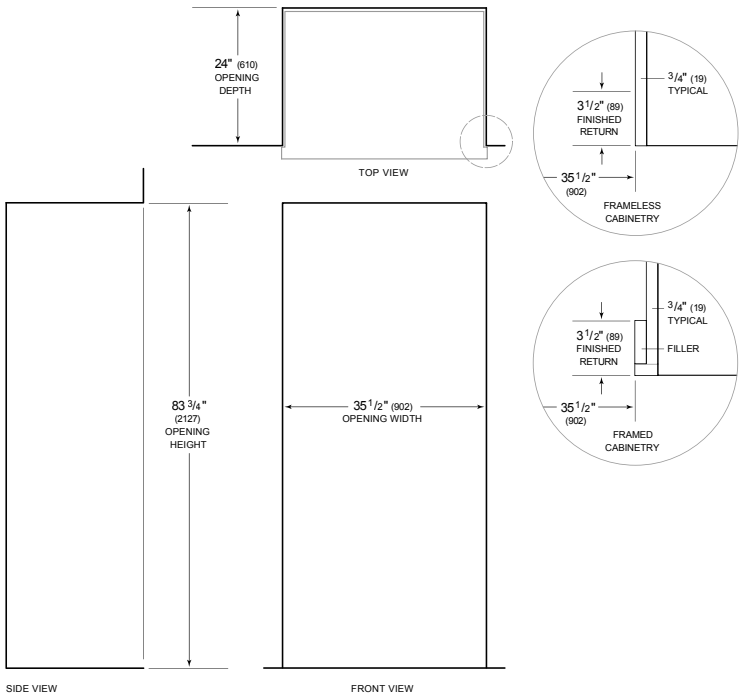 24" (610)
OPENING
DEPTH
TOP VIEW
3/4" (19)
TYPICAL
3 1/2" (89)
FINISHED
RETURN
35 1/2"
(902)
FRAMELESS
CABINETRY
3/4" (19)
TYPICAL
3 1/2" (89)
FINISHED
RETURN
FILLER
35 1/2"
(902)
FRAMED
CABINETRY
83 3/4"
(2127)
OPENING
HEIGHT
35 1/2" (902)
OPENING WIDTH
SIDE VIEW
FRONT VIEW